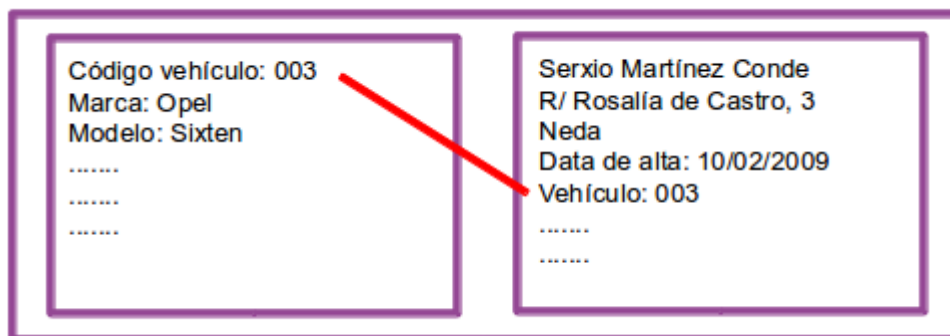 Código vehículo: 003
Marca: Opel
Modelo: Sixten
.......
.......
.......
Serxio Martínez Conde
R/ Rosalía de Castro, 3
Neda
Data de alta: 10/02/2009
Vehículo: 003
.......
.......